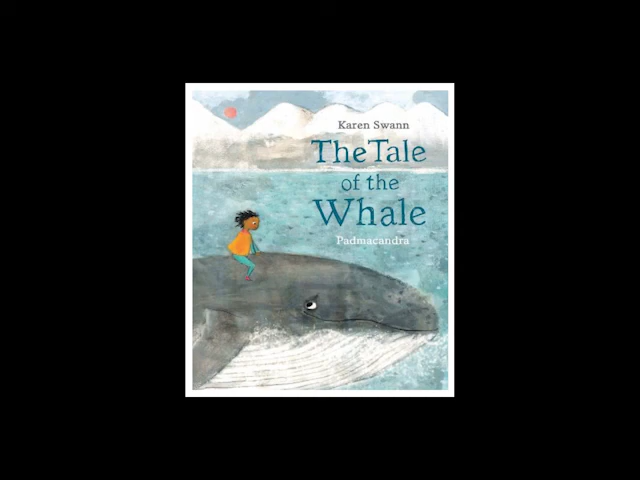 Karen Swann
The Tale
of the
Whale
Padmacandra